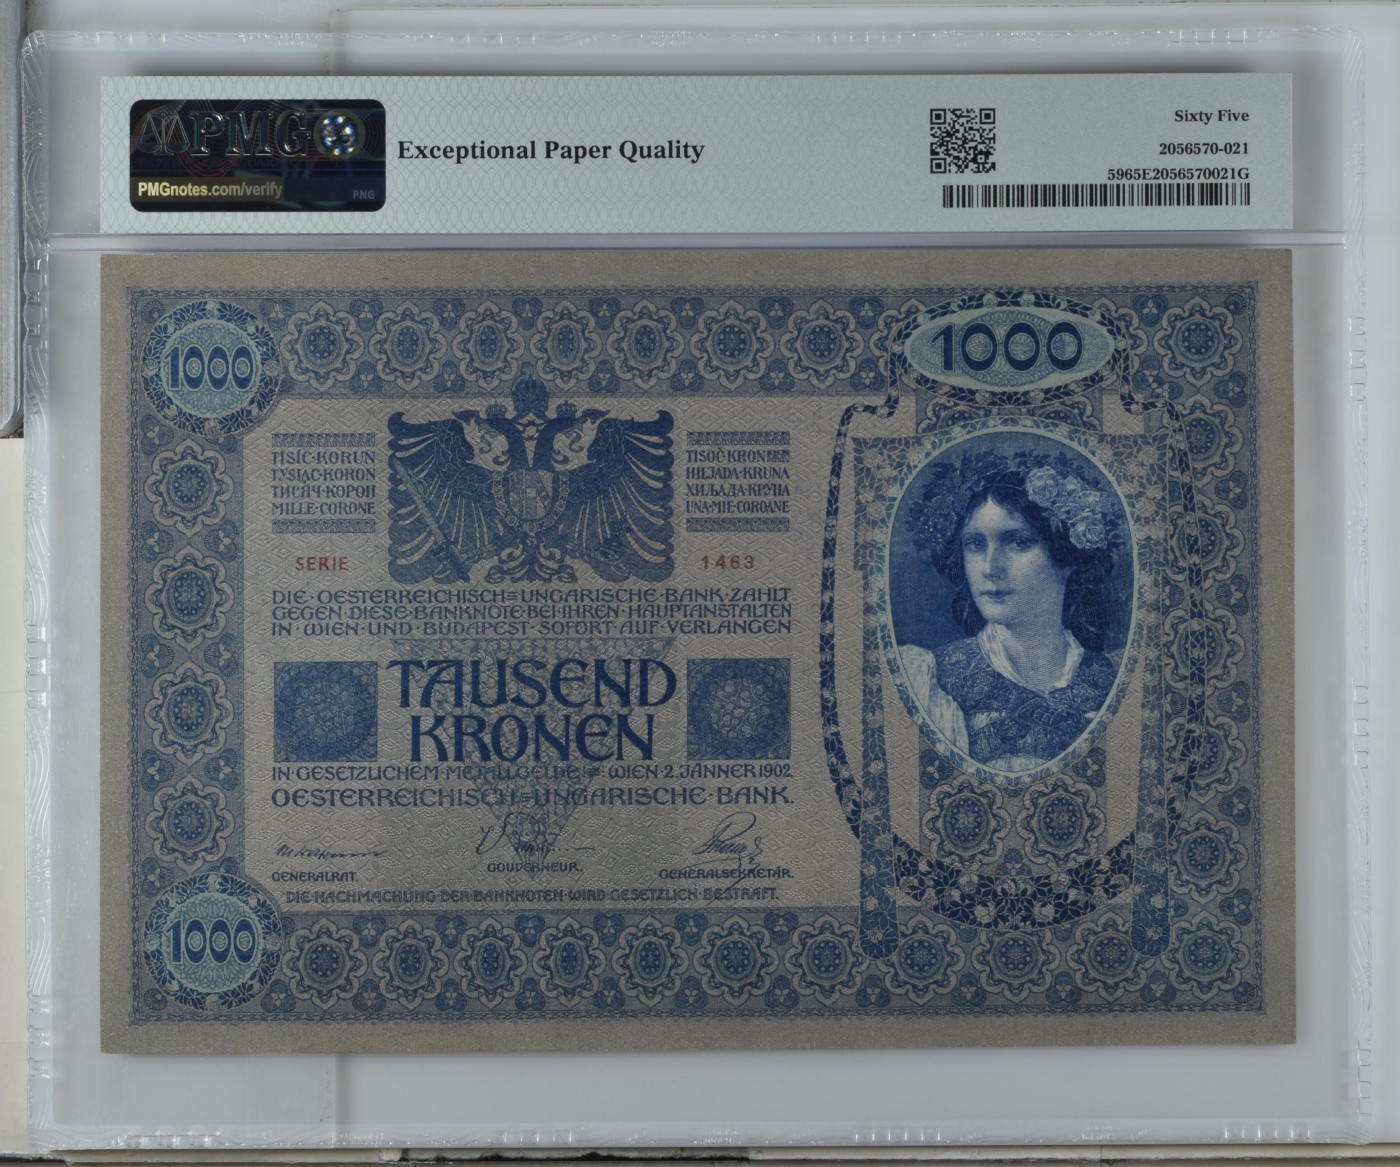 PMG
PMGnotes.com/verify
PNG
Exceptional Paper Quality
Sixty Five
2056570-021
5965E2056570021G
1000
1000
TISÍC·KORUN
TYSIĄC·KORON
ТИСЯЧ·КОРОН
MILLE·CORONE
TISOČ·KRON
HILJADA·KRUNA
ХИЉАДА·КРУНА
UNA·MIE·COROANE
SERIE
1463
DIE·OESTERREICHISCH=UNGARISCHE·BANK·ZAHLT
GEGEN·DIESE·BANKNOTE·BEI·IHREN·HAUPTANSTALTEN
IN·WIEN·UND·BUDAPEST·SOFORT·AUF·VERLANGEN
TAUSEND
KRONEN
IN·GESETZLICHEM·METALLGELDE·WIEN·2·JÄNNER·1902
OESTERREICHISCH=UNGARISCHE·BANK.
GENERALRAT.
GOUVERNEUR.
GENERALSEKRETÄR.
DIE·NACHMACHUNG·DER·BANKNOTEN·WIRD·GESETZLICH·BESTRAFT.
1000